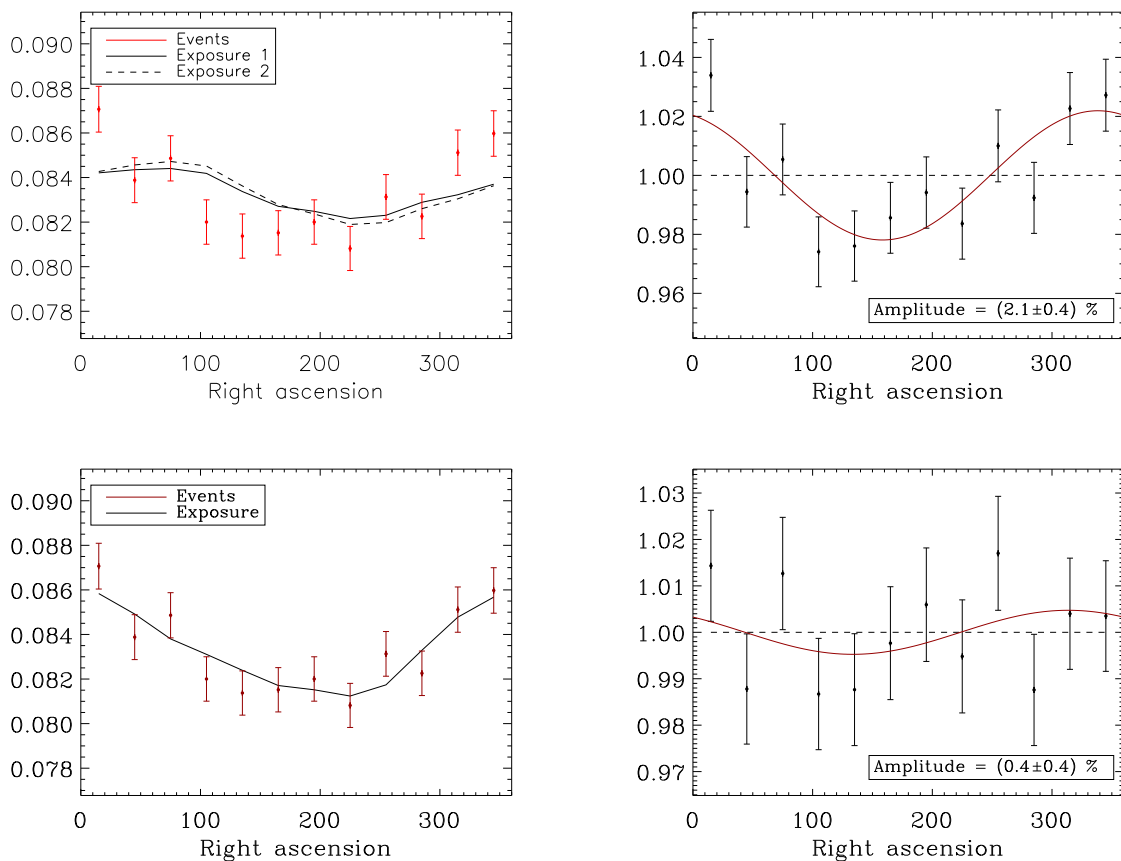 0.090
0.088
0.086
0.084
0.082
0.080
0.078
Events
Exposure 1
Exposure 2
0 100 200 300
Right ascension
1.04
1.02
1.00
0.98
0.96
Amplitude = (2.1±0.4) %
0 100 200 300
Right ascension
0.090
0.088
0.086
0.084
0.082
0.080
0.078
Events
Exposure
0 100 200 300
Right ascension
1.03
1.02
1.01
1.00
0.99
0.98
0.97
Amplitude = (0.4±0.4) %
0 100 200 300
Right ascension